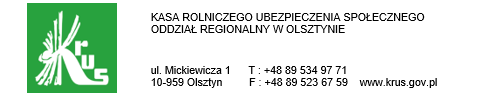 Krus
KASA ROLNICZEGO UBEZPIECZENIA SPOŁECZNEGO
ODDZIAŁ REGIONALNY W OLSZTYNIE
ul. Mickiewicza 1 T : +48 89 534 97 71
10-959 Olsztyn F : +48 89 523 67 59 www.krus.gov.pl